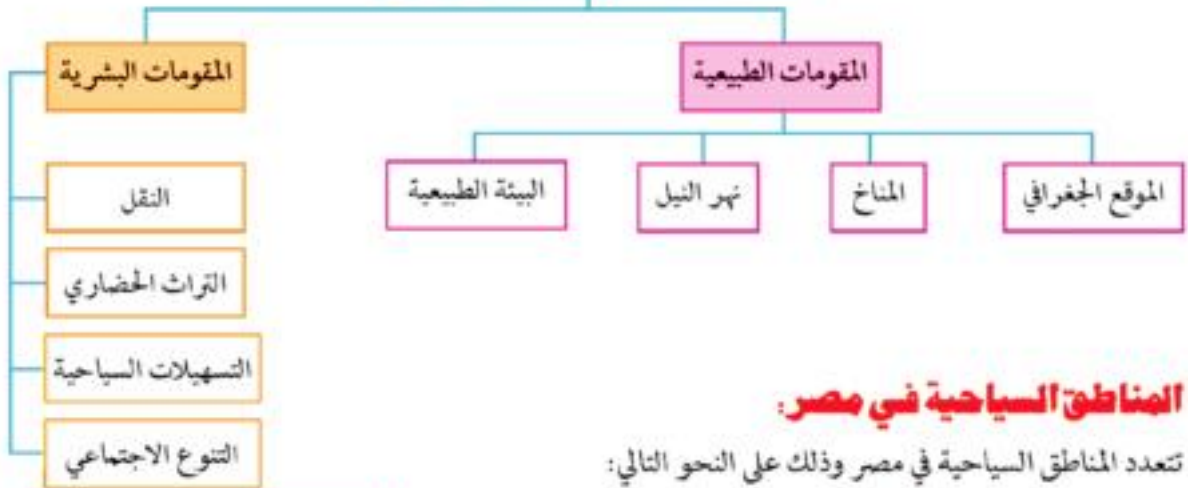 المقومات الطبيعية
المقومات البشرية
الموقع الجغرافي
المناخ
نهر النيل
البيئة الطبيعية
النقل
التراث الحضاري
التسهيلات السياحية
التنوع الاجتماعي
المناطق السياحية في مصر:
تتعدد المناطق السياحية في مصر وذلك على النحو التالي: